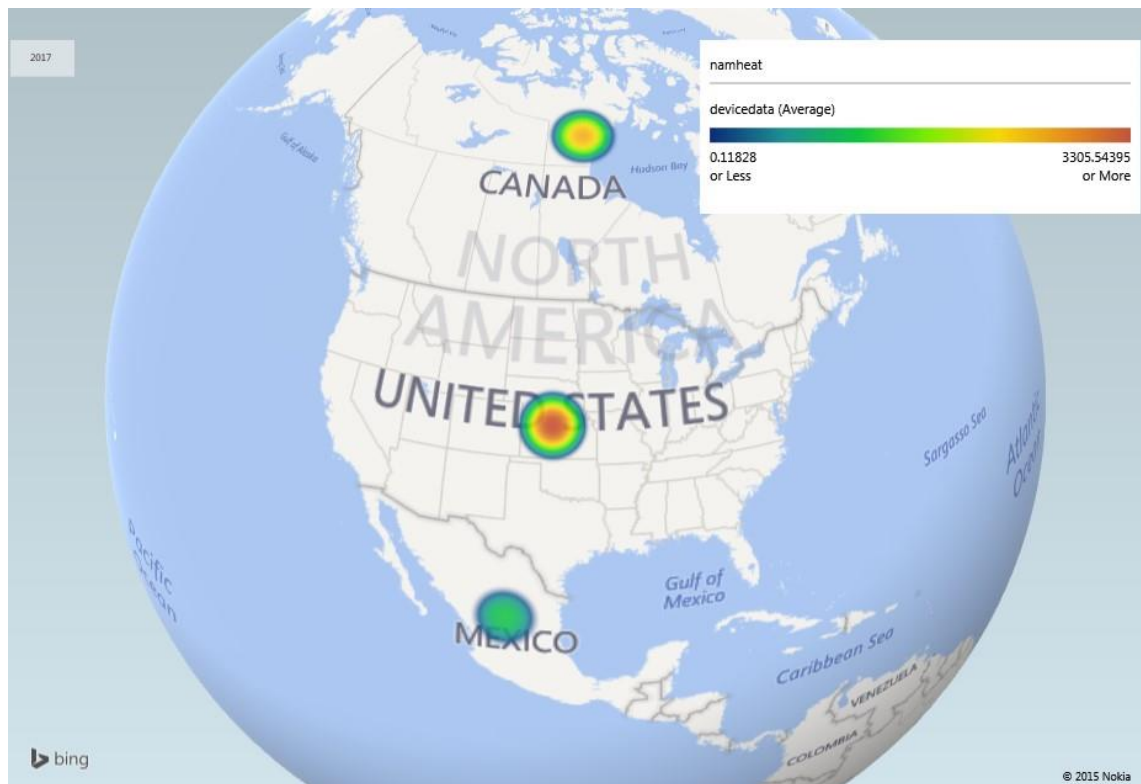 2017
namheat
devicedata (Average)
0.11828
or Less
3305.54395
or More
Gulf of Alaska
Hudson Bay
CANADA
NORTH
AMERICA
UNITED STATES
Sargasso Sea
Atlantic
Ocean
Pacific
Ocean
Gulf of
Mexico
MEXICO
Caribbean Sea
VENEZUELA
COLOMBIA
bing
© 2015 Nokia